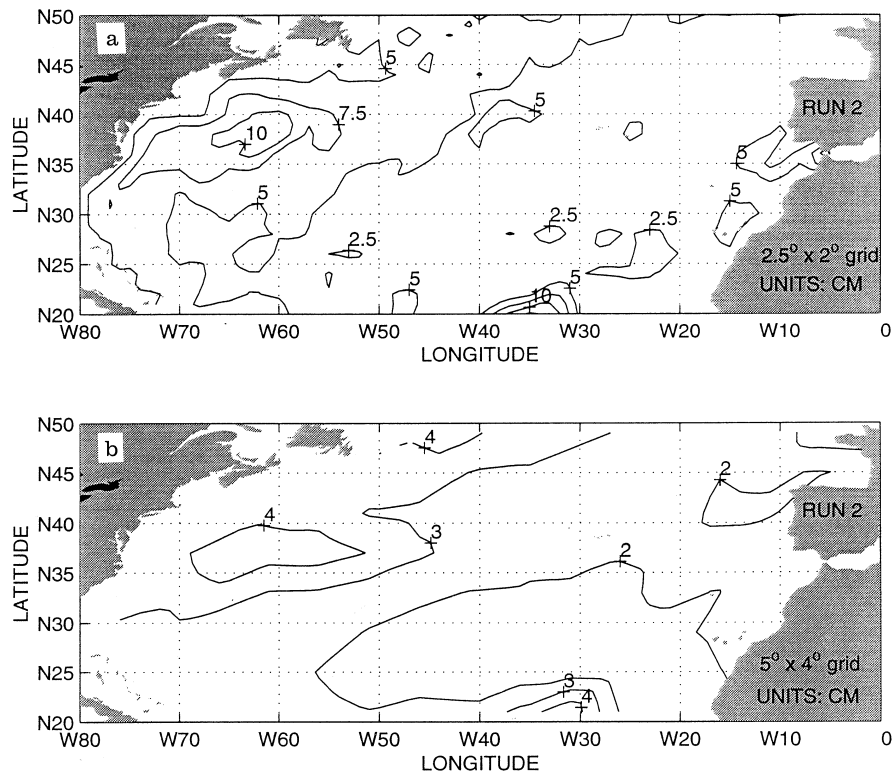 a
N50
N45
N40
N35
N30
N25
N20
LATITUDE
5
7.5
10
5
RUN 2
5
5
2.5
2.5
2.5
5
5
10
5
2.5° x 2° grid
UNITS: CM
W80 W70 W60 W50 W40 W30 W20 W10 0
LONGITUDE
b
N50
N45
N40
N35
N30
N25
N20
LATITUDE
4
2
4
3
2
RUN 2
3
4
5° x 4° grid
UNITS: CM
W80 W70 W60 W50 W40 W30 W20 W10 0
LONGITUDE